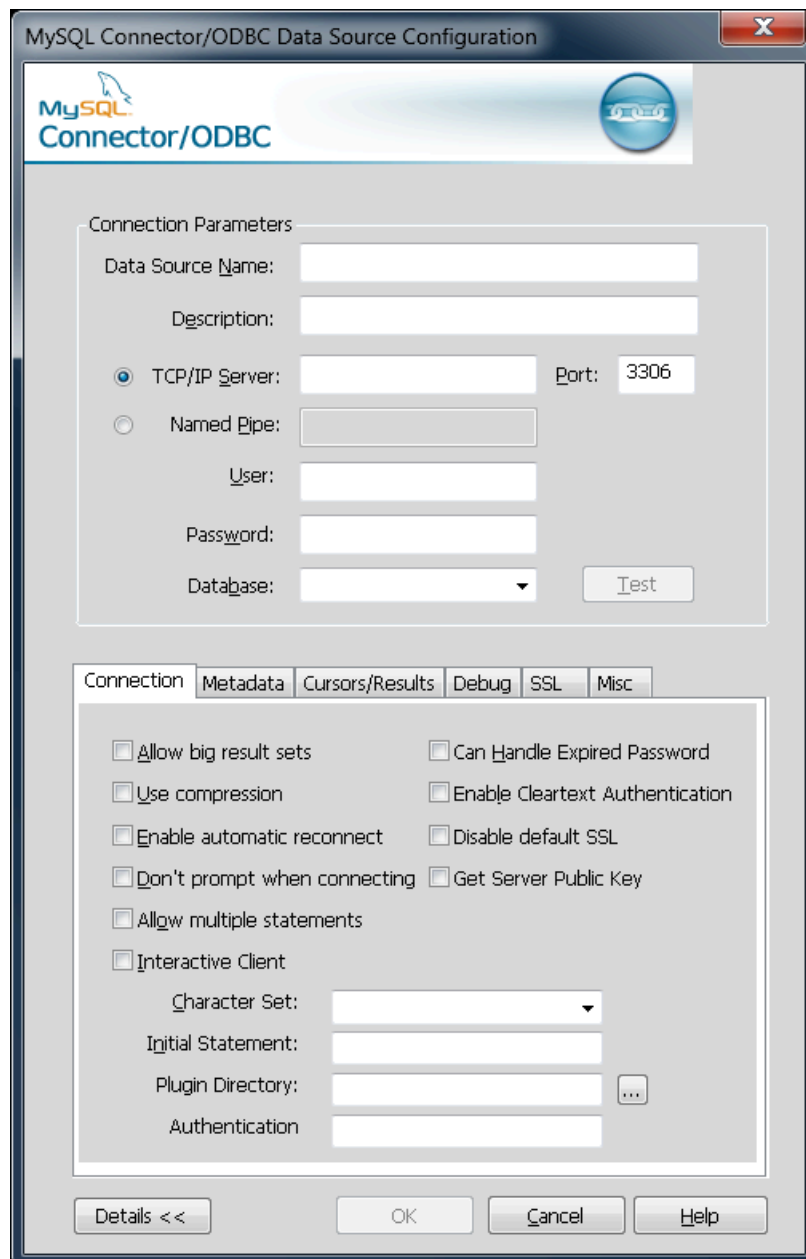 MySQL Connector/ODBC Data Source Configuration
X
MySQL
Connector/ODBC
Connection Parameters
Data Source Name:
Description:
TCP/IP Server: Port: 3306
Named Pipe:
User:
Password:
Database: Test
Connection Metadata Cursors/Results Debug SSL Misc
Allow big result sets Can Handle Expired Password
Use compression Enable Cleartext Authentication
Enable automatic reconnect Disable default SSL
Don't prompt when connecting Get Server Public Key
Allow multiple statements
Interactive Client
Character Set:
Initial Statement:
Plugin Directory: ...
Authentication
Details << OK Cancel Help